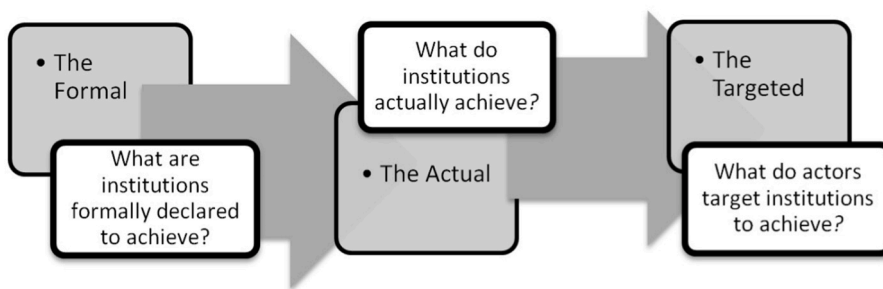 • The
Formal
What are
institutions
formally declared
to achieve?
What do
institutions
actually achieve?
• The Actual
• The
Targeted
What do actors
target institutions
to achieve?